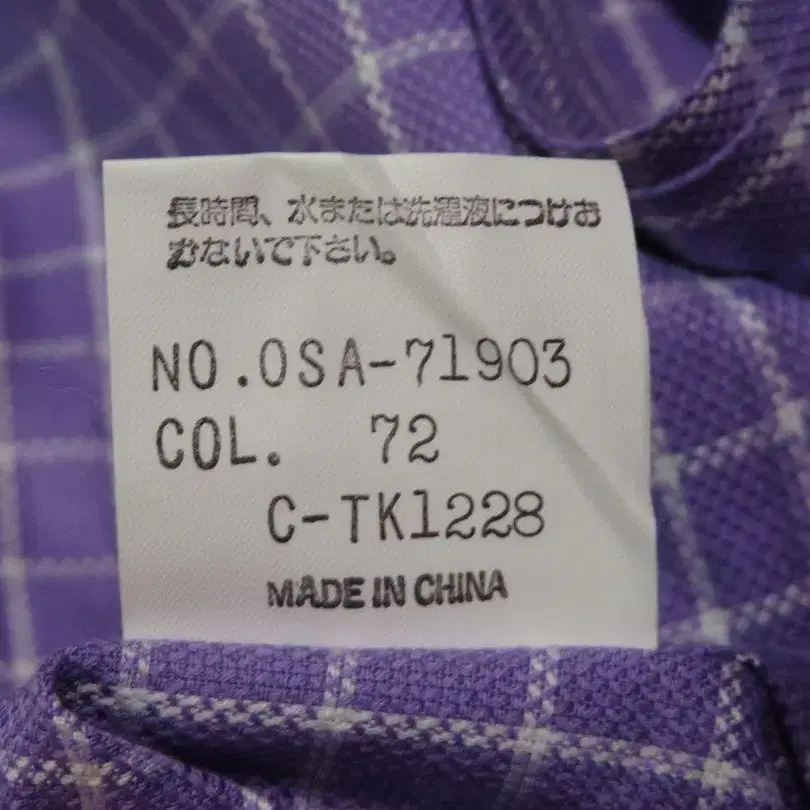 長時間、水または洗濯液につけお
むないで下さい。
NO.OSA-71903
COL. 72
C-TK1228
MADE IN CHINA